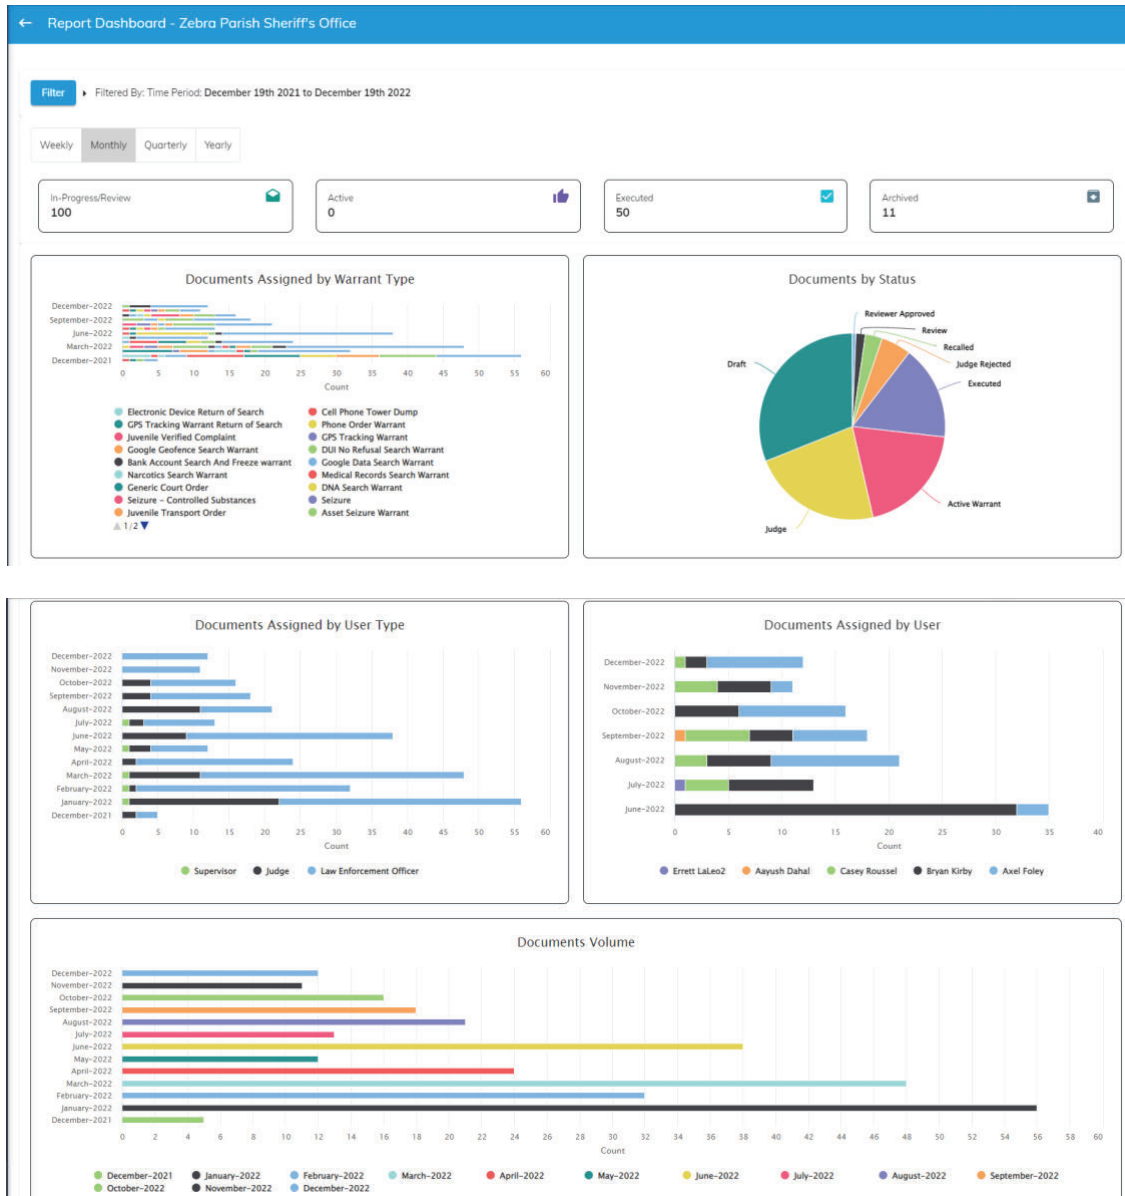 ← Report Dashboard - Zebra Parish Sheriff's Office
Filter Filtered By: Time Period: December 19th 2021 to December 19th 2022
Weekly Monthly Quarterly Yearly
In-Progress/Review
100
Active
0
Executed
50
Archived
11
Documents Assigned by Warrant Type
December-2022
September-2022
June-2022
March-2022
December-2021
0 5 10 15 20 25 30 35 40 45 50 55 60
Count
Electronic Device Return of Search
GPS Tracking Warrant Return of Search
Juvenile Verified Complaint
Google Geofence Search Warrant
Bank Account Search And Freeze warrant
Narcotics Search Warrant
Generic Court Order
Seizure - Controlled Substances
Juvenile Transport Order
Cell Phone Tower Dump
Phone Order Warrant
GPS Tracking Warrant
DUI No Refusal Search Warrant
Google Data Search Warrant
Medical Records Search Warrant
DNA Search Warrant
Seizure
Asset Seizure Warrant
1/2
Documents by Status
Reviewer Approved
Review
Recalled
Judge Rejected
Executed
Draft
Active Warrant
Judge
Documents Assigned by User Type
December-2022
November-2022
October-2022
September-2022
August-2022
July-2022
June-2022
May-2022
April-2022
March-2022
February-2022
January-2022
December-2021
0 5 10 15 20 25 30 35 40 45 50 55 60
Count
Supervisor Judge Law Enforcement Officer
Documents Assigned by User
December-2022
November-2022
October-2022
September-2022
August-2022
July-2022
June-2022
0 5 10 15 20 25 30 35 40
Count
Errett LaLeo2 Aayush Dahal Casey Roussel Bryan Kirby Axel Foley
Documents Volume
December-2022
November-2022
October-2022
September-2022
August-2022
July-2022
June-2022
May-2022
April-2022
March-2022
February-2022
January-2022
December-2021
0 2 4 6 8 10 12 14 16 18 20 22 24 26 28 30 32 34 36 38 40 42 44 46 48 50 52 54 56 58 60
Count
December-2021 January-2022 February-2022 March-2022 April-2022 May-2022 June-2022 July-2022 August-2022 September-2022
October-2022 November-2022 December-2022